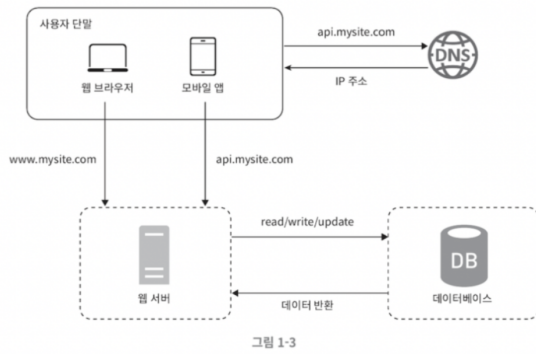 사용자 단말
웹 브라우저
모바일 앱
api.mysite.com
DNS
IP 주소
www.mysite.com
api.mysite.com
웹 서버
read/write/update
데이터 반환
DB
데이터베이스
그림 1-3